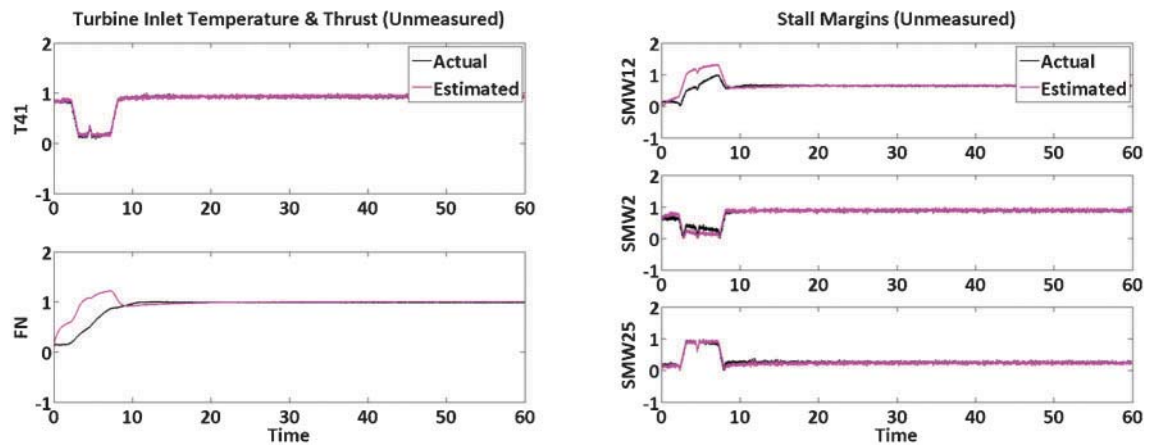 Turbine Inlet Temperature & Thrust (Unmeasured)
2
1
0
-1
T41
Actual
Estimated
0 10 20 30 40 50 60
2
1
0
-1
FN
0 10 20 30 40 50 60
Time
Stall Margins (Unmeasured)
2
1
0
-1
SMW12
Actual
Estimated
0 10 20 30 40 50 60
2
1
0
-1
SMW2
0 10 20 30 40 50 60
2
1
0
-1
SMW25
0 10 20 30 40 50 60
Time